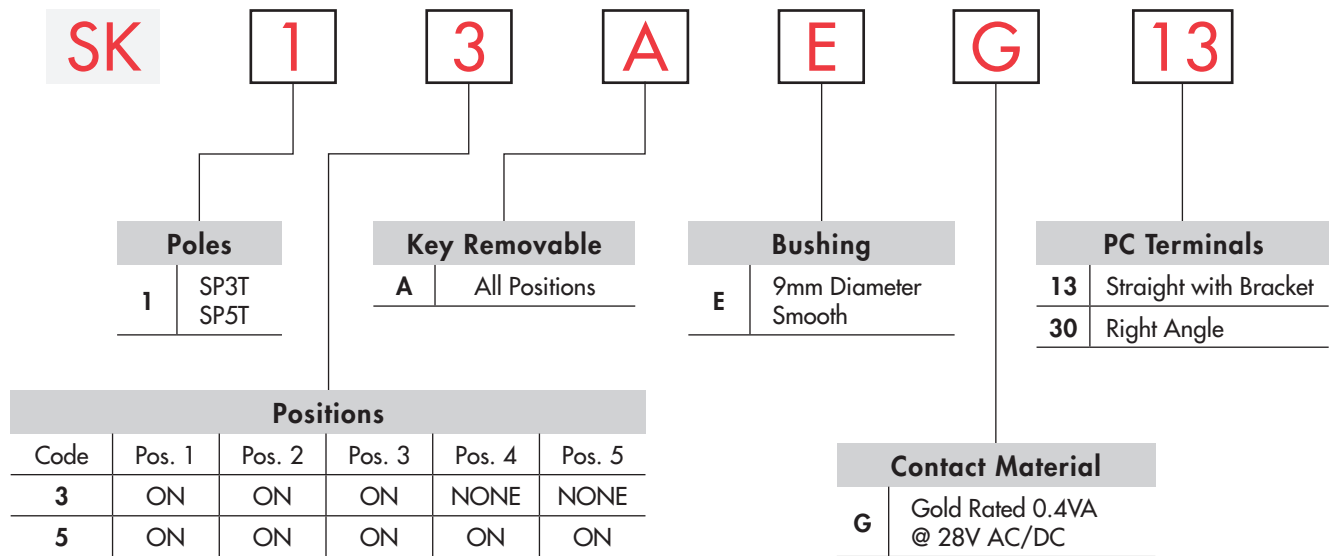 SK 1 3 A E G 13
Poles
1 SP3T
SP5T
Key Removable
A All Positions
Bushing
E 9mm Diameter
Smooth
PC Terminals
13 Straight with Bracket
30 Right Angle
Positions
Code Pos. 1 Pos. 2 Pos. 3 Pos. 4 Pos. 5
3 ON ON ON NONE NONE
5 ON ON ON ON ON
Contact Material
G Gold Rated 0.4VA
@ 28V AC/DC